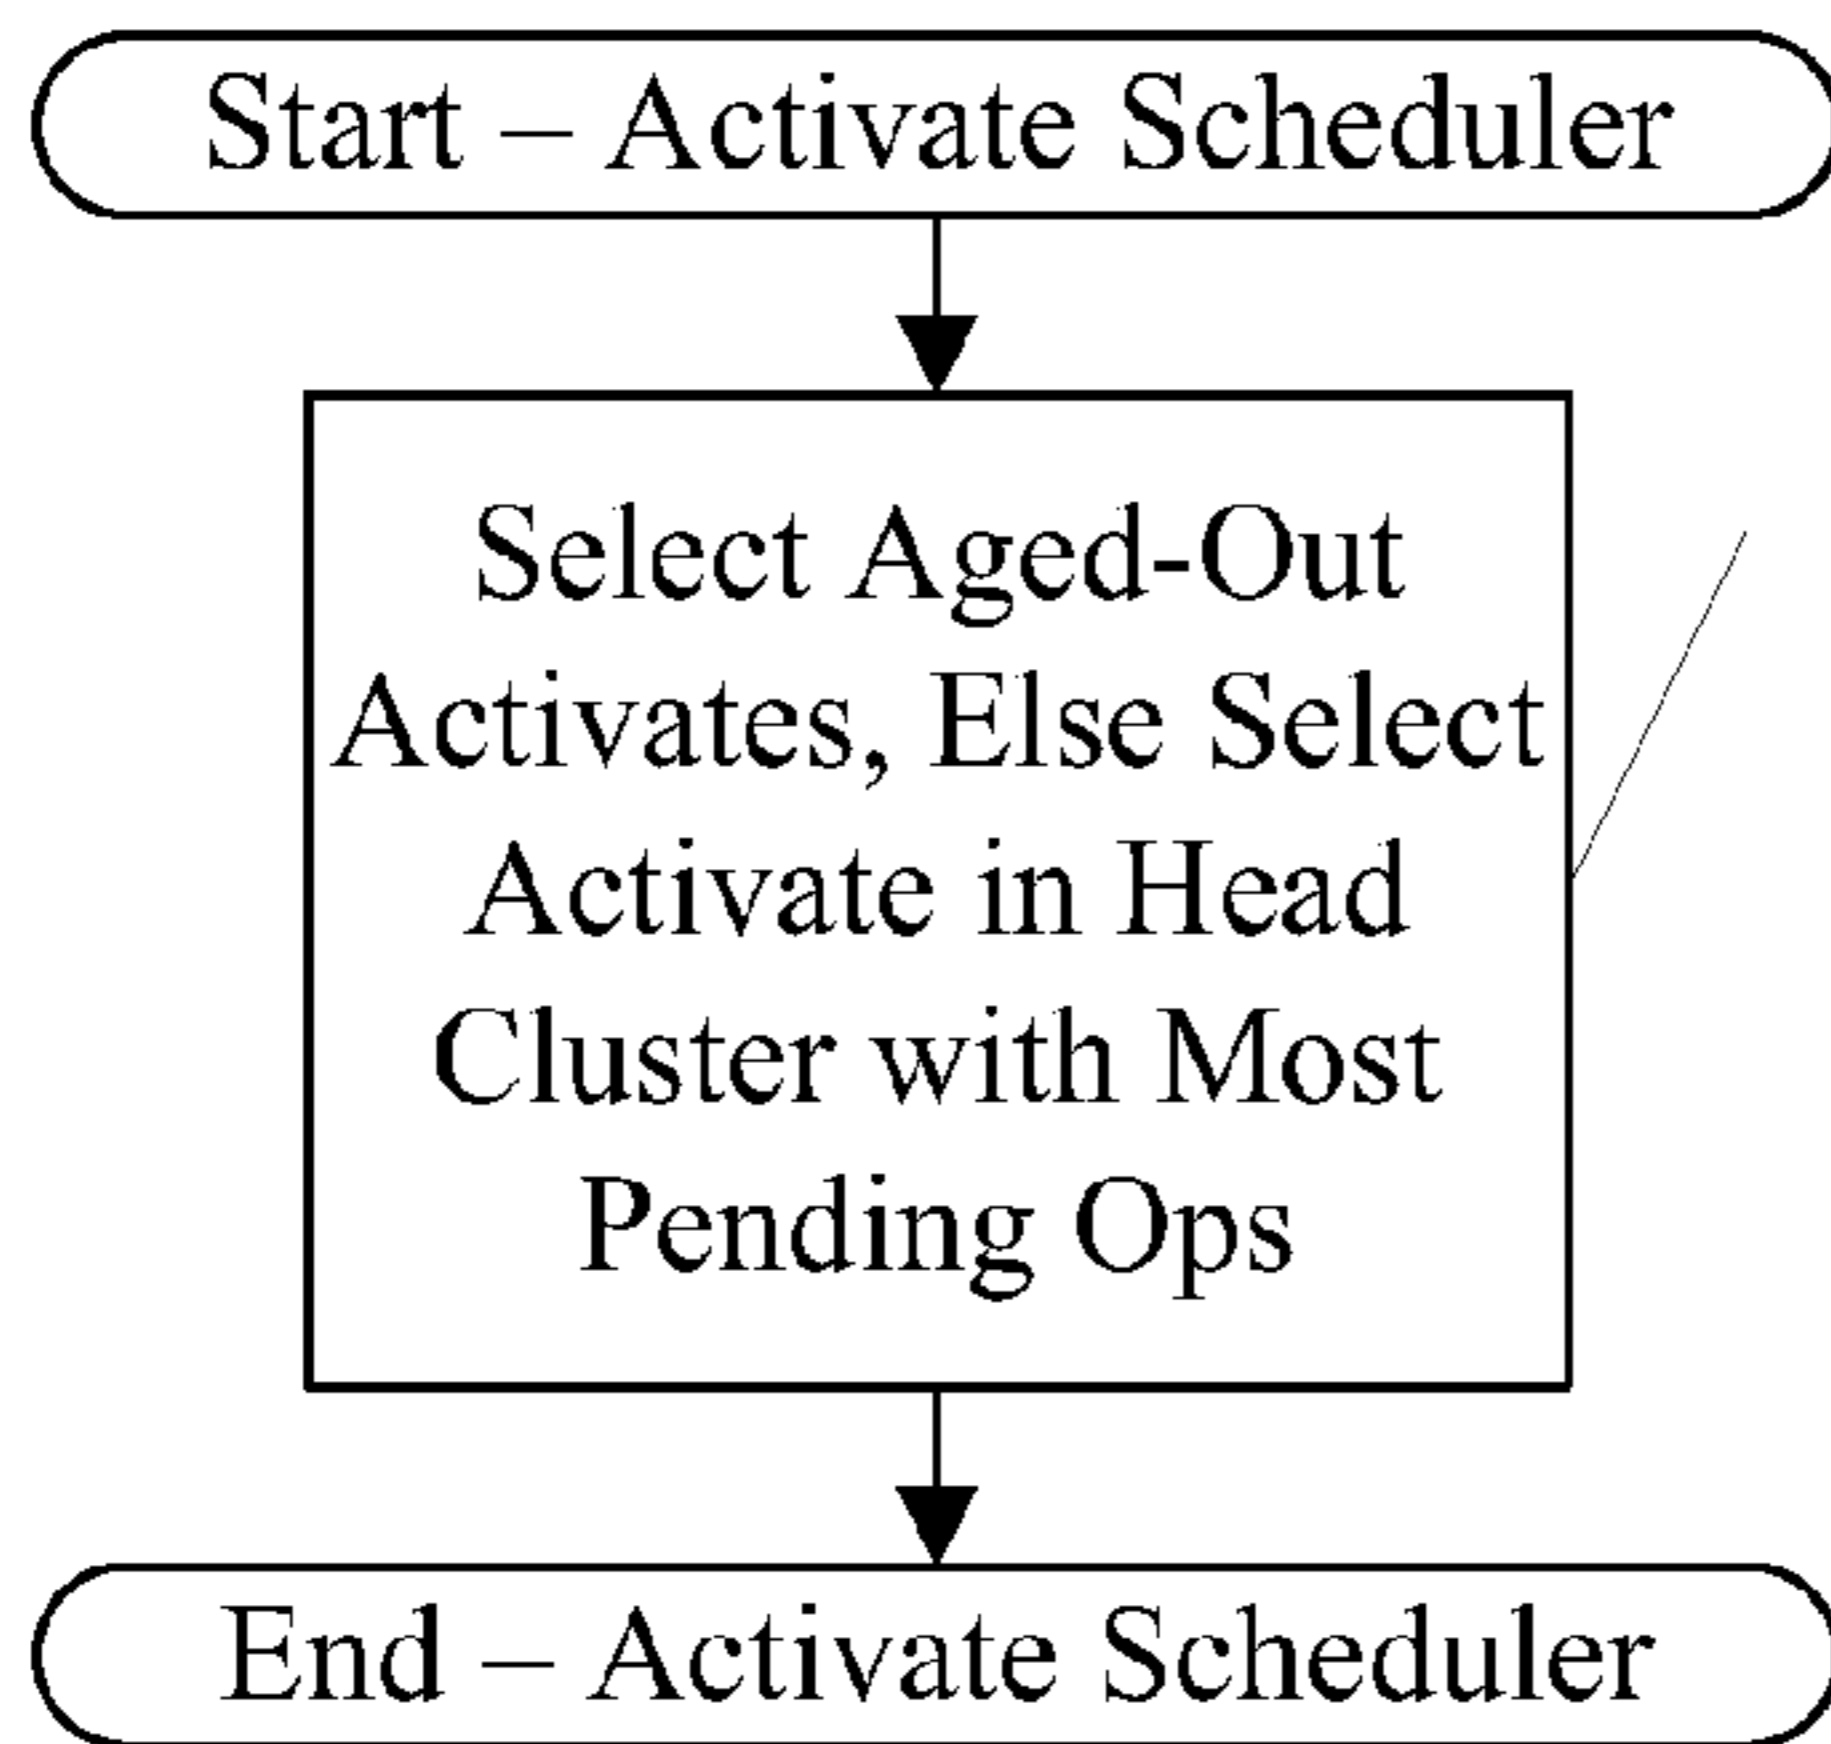 Start – Activate Scheduler
Select Aged-Out
Activates, Else Select
Activate in Head
Cluster with Most
Pending Ops
End – Activate Scheduler